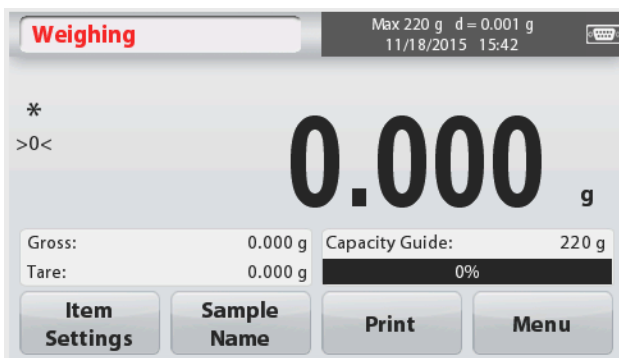 Weighing
Max 220 g d = 0.001 g
11/18/2015 15:42
*
>0<
0.000 g
Gross: 0.000 g
Tare: 0.000 g
Capacity Guide: 220 g
0%
Item
Settings
Sample
Name
Print
Menu